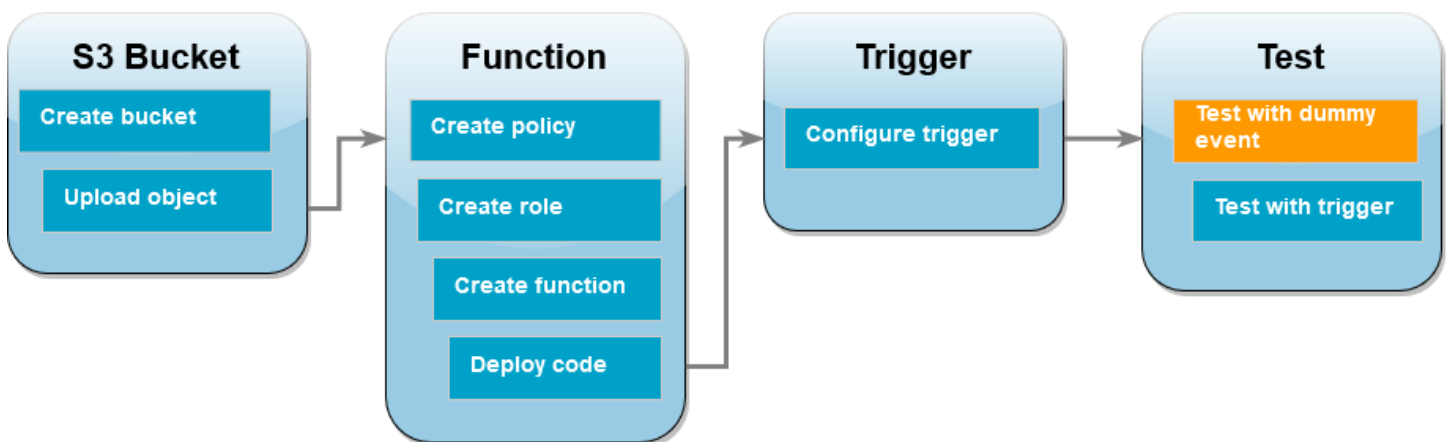 S3 Bucket
Create bucket
Upload object
Function
Create policy
Create role
Create function
Deploy code
Trigger
Configure trigger
Test
Test with dummy
event
Test with trigger